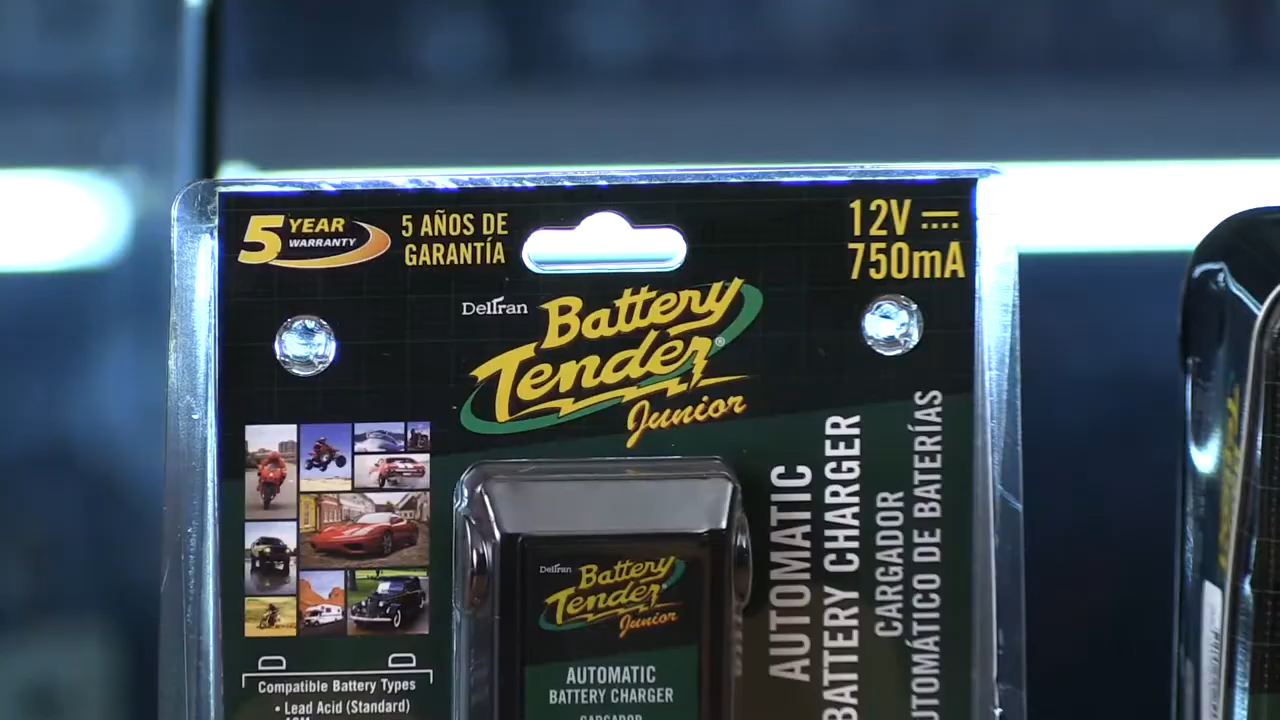 5 YEAR
WARRANTY
5 AÑOS DE
GARANTÍA
12V
750mA
Deltran
Battery
Tender®
Junior
AUTOMATIC
BATTERY CHARGER
CARGADOR
AUTOMÁTICO DE BATERÍAS
Deltran
Battery
Tender
Junior
AUTOMATIC
BATTERY CHARGER
CARGADOR
Compatible Battery Types
• Lead Acid (Standard)